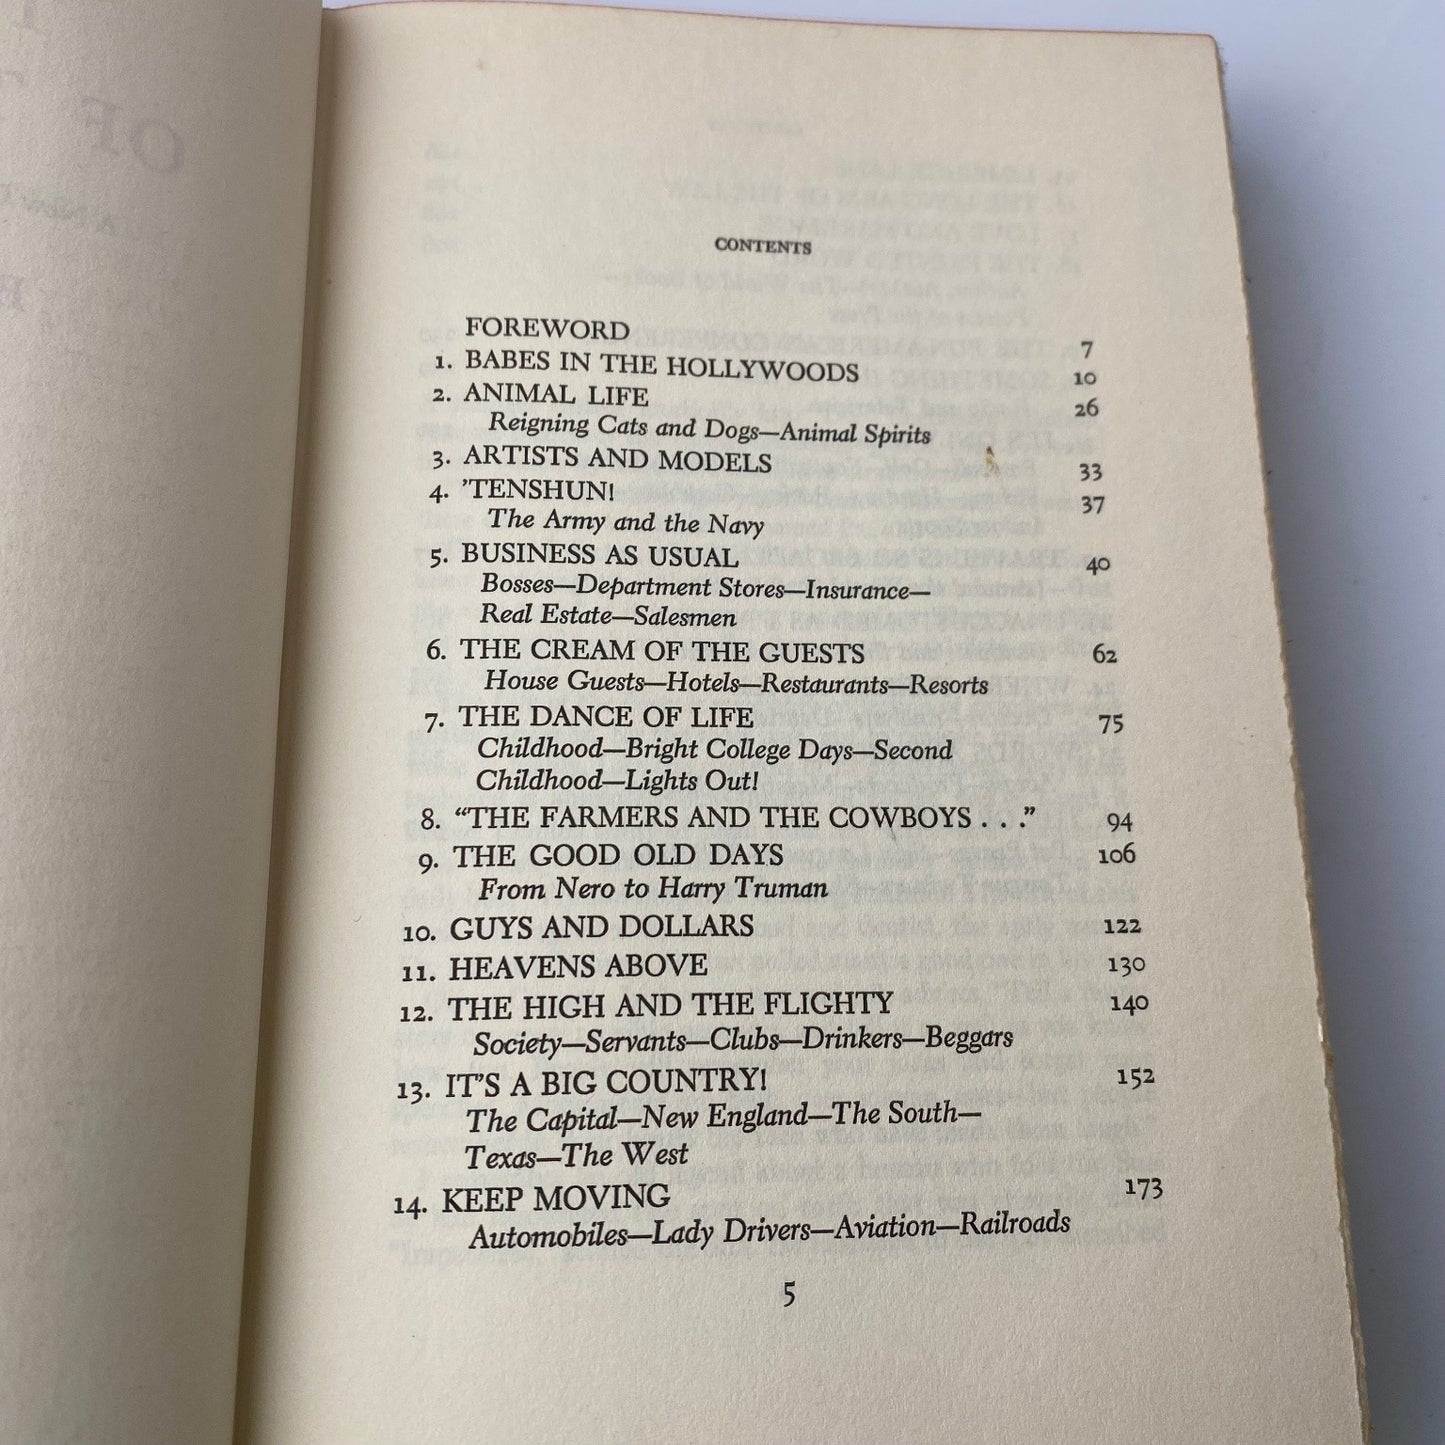 OF
CONTENTS
FOREWORD 7
1. BABES IN THE HOLLYWOODS 10
2. ANIMAL LIFE 26
Reigning Cats and Dogs—Animal Spirits
3. ARTISTS AND MODELS 33
4. 'TENSHUN! 37
The Army and the Navy
5. BUSINESS AS USUAL 40
Bosses—Department Stores—Insurance—
Real Estate—Salesmen
6. THE CREAM OF THE GUESTS 62
House Guests—Hotels—Restaurants—Resorts
7. THE DANCE OF LIFE 75
Childhood—Bright College Days—Second
Childhood—Lights Out!
8. “THE FARMERS AND THE COWBOYS . . .” 94
9. THE GOOD OLD DAYS 106
From Nero to Harry Truman
10. GUYS AND DOLLARS 122
11. HEAVENS ABOVE 130
12. THE HIGH AND THE FLIGHTY 140
Society—Servants—Clubs—Drinkers—Beggars
13. IT'S A BIG COUNTRY! 152
The Capital—New England—The South—
Texas—The West
14. KEEP MOVING 173
Automobiles—Lady Drivers—Aviation—Railroads
5